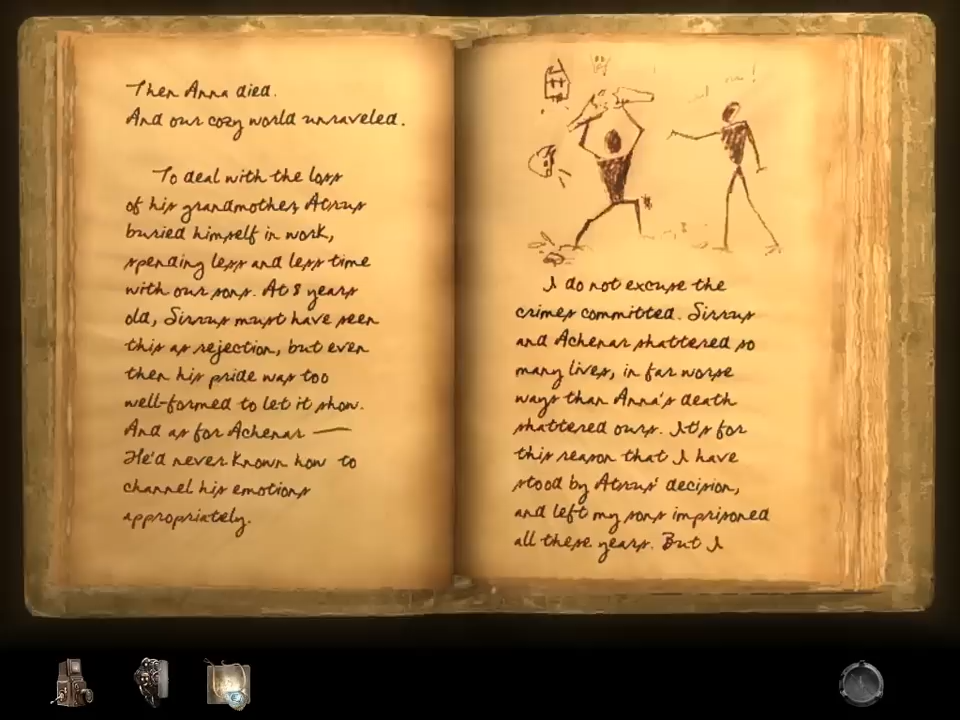 Then Anna died.
And our cozy world unraveled.
To deal with the loss
of his grandmother, Atrus
buried himself in work,
spending less and less time
with our sons. At 8 years
old, Sirrus must have seen
this as rejection, but even
then his pride was too
well-formed to let it show.
And as for Achenar —
He'd never known how to
channel his emotions
appropriately.
I do not excuse the
crimes committed. Sirrus
and Achenar shattered so
many lives, in far worse
ways than Anna's death
shattered ours. It's for
this reason that I have
stood by Atrus' decision,
and left my sons imprisoned
all these years. But I